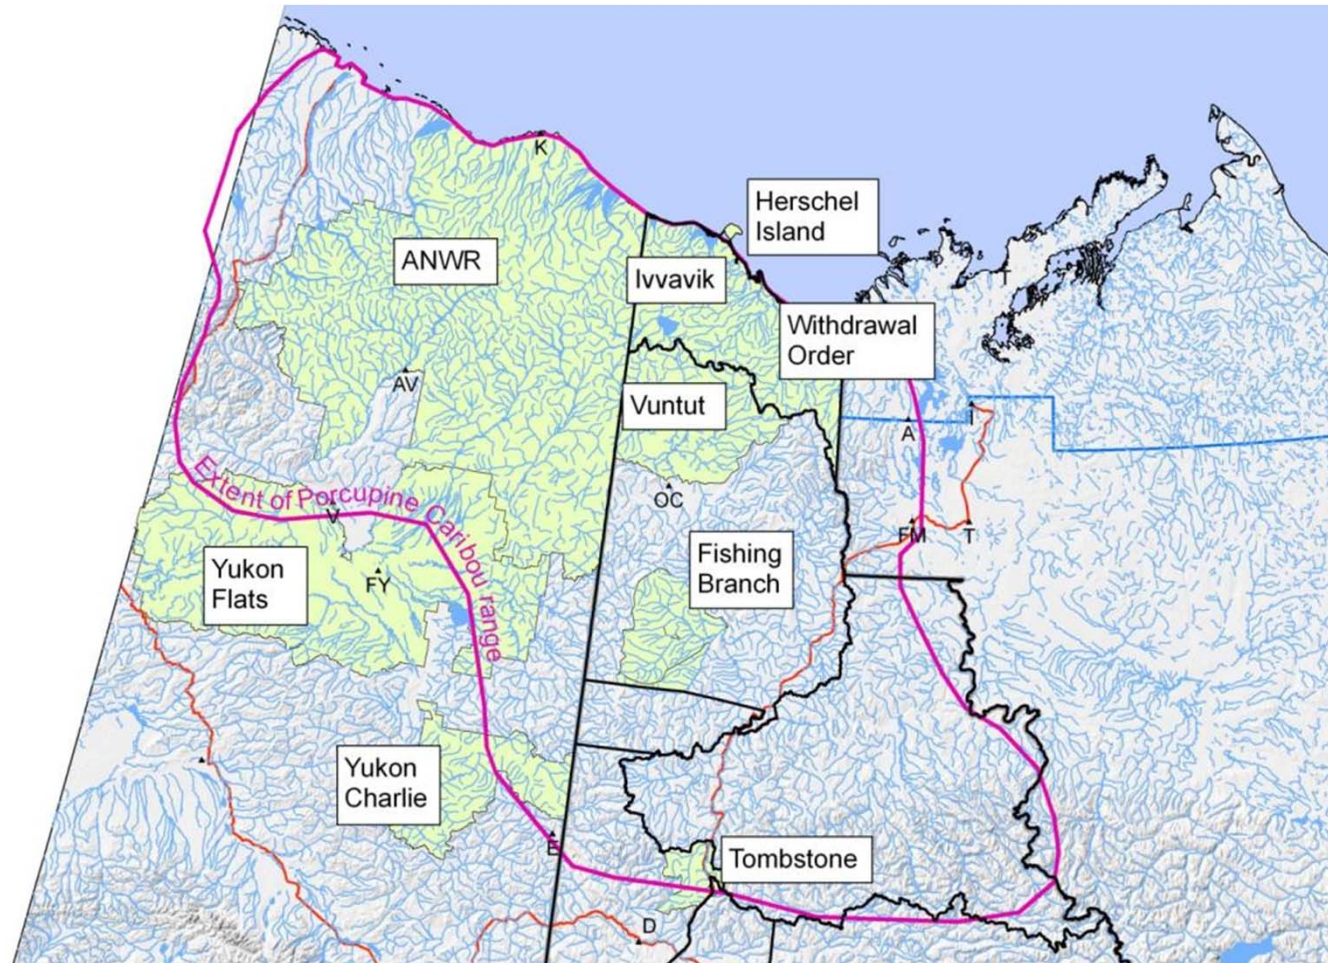 K
Herschel
Island
ANWR
Ivvavik
Withdrawal
Order
AV
Vuntut
I
A
Extent of Porcupine Caribou range
OC
V
FM
T
Fishing
Branch
Yukon
Flats
FY
Yukon
Charlie
E
Tombstone
D
T